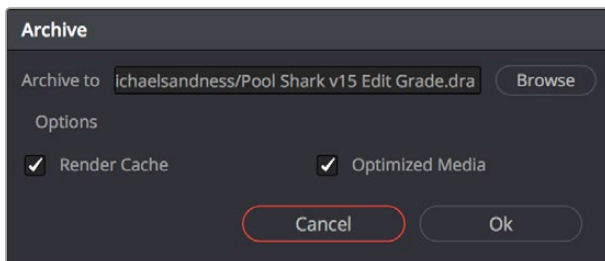 Archive
Archive to ichaelsandness/Pool Shark v15 Edit Grade.dra Browse
Options
Render Cache Optimized Media
Cancel Ok